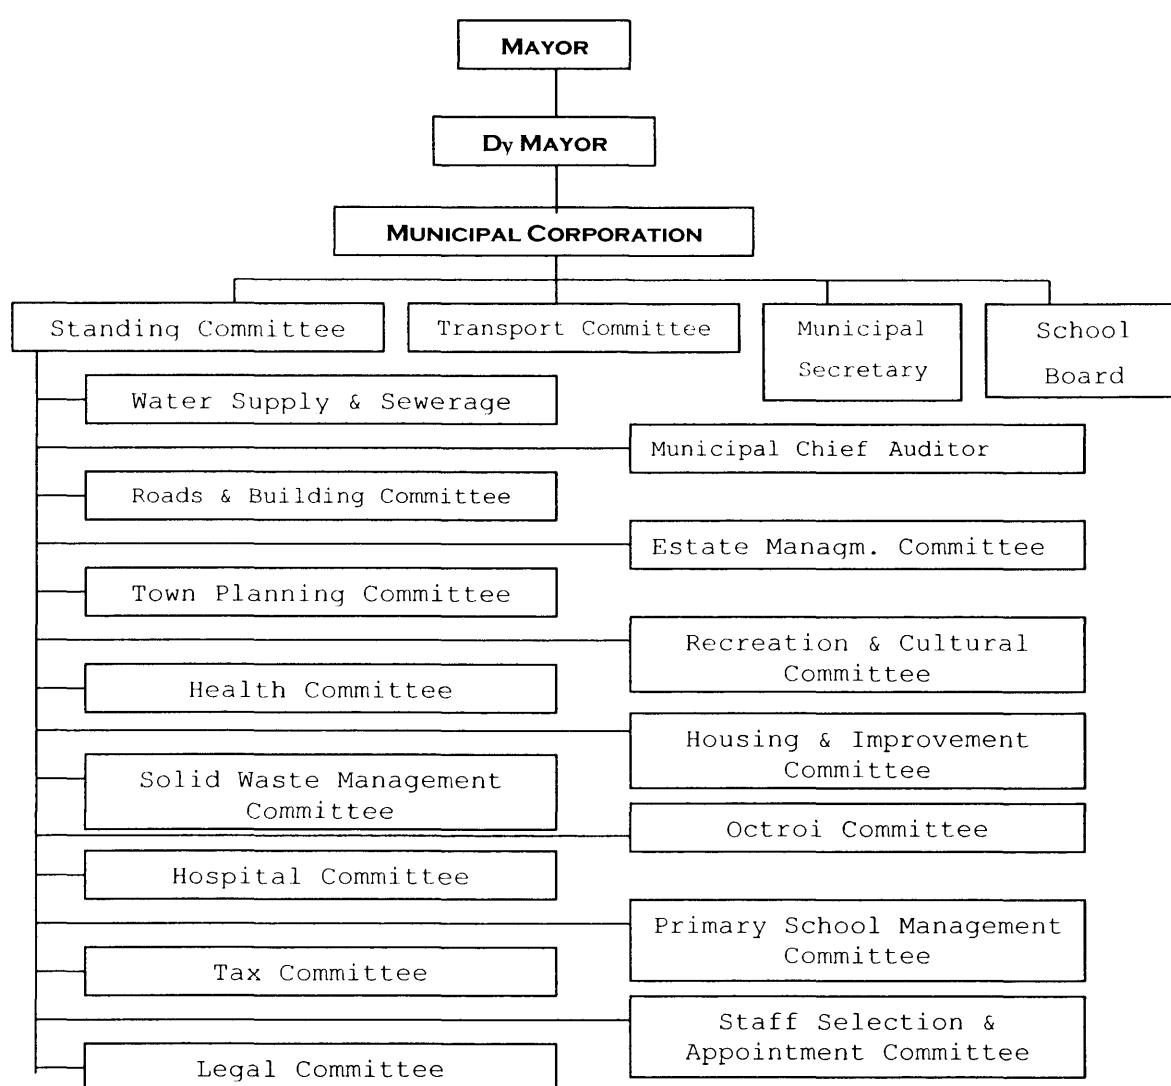 MAYOR
Dy MAYOR
MUNICIPAL CORPORATION
Standing Committee
Transport Committee
Municipal
Secretary
School
Board
Water Supply & Sewerage
Municipal Chief Auditor
Roads & Building Committee
Estate Managm. Committee
Town Planning Committee
Recreation & Cultural
Committee
Health Committee
Housing & Improvement
Committee
Solid Waste Management
Committee
Octroi Committee
Hospital Committee
Primary School Management
Committee
Tax Committee
Staff Selection &
Appointment Committee
Legal Committee